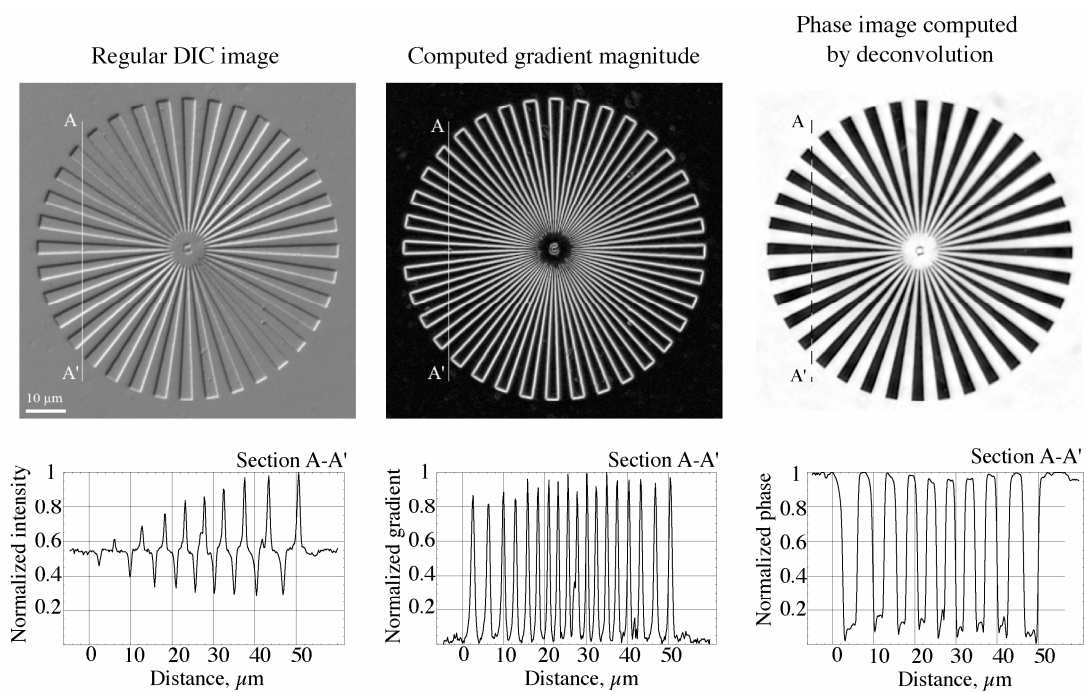 Regular DIC image
Computed gradient magnitude
Phase image computed
by deconvolution
A
A'
10 µm
A
A'
A
A'
Section A-A'
Normalized intensity
1
0.8
0.6
0.4
0.2
0 10 20 30 40 50
Distance, µm
Section A-A'
Normalized gradient
1
0.8
0.6
0.4
0.2
0 10 20 30 40 50
Distance, µm
Section A-A'
Normalized phase
1
0.8
0.6
0.4
0.2
0 10 20 30 40 50
Distance, µm